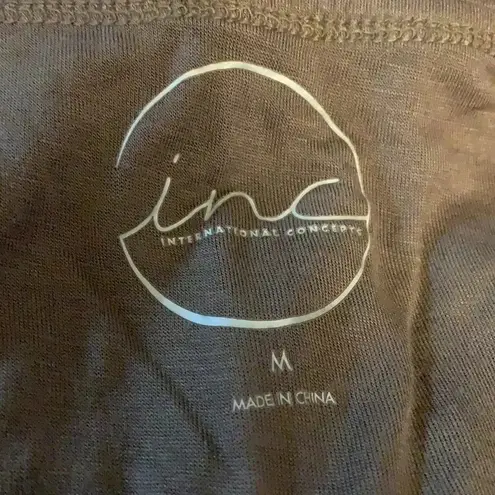 inc
INTERNATIONAL CONCEPTS
M
MADE IN CHINA